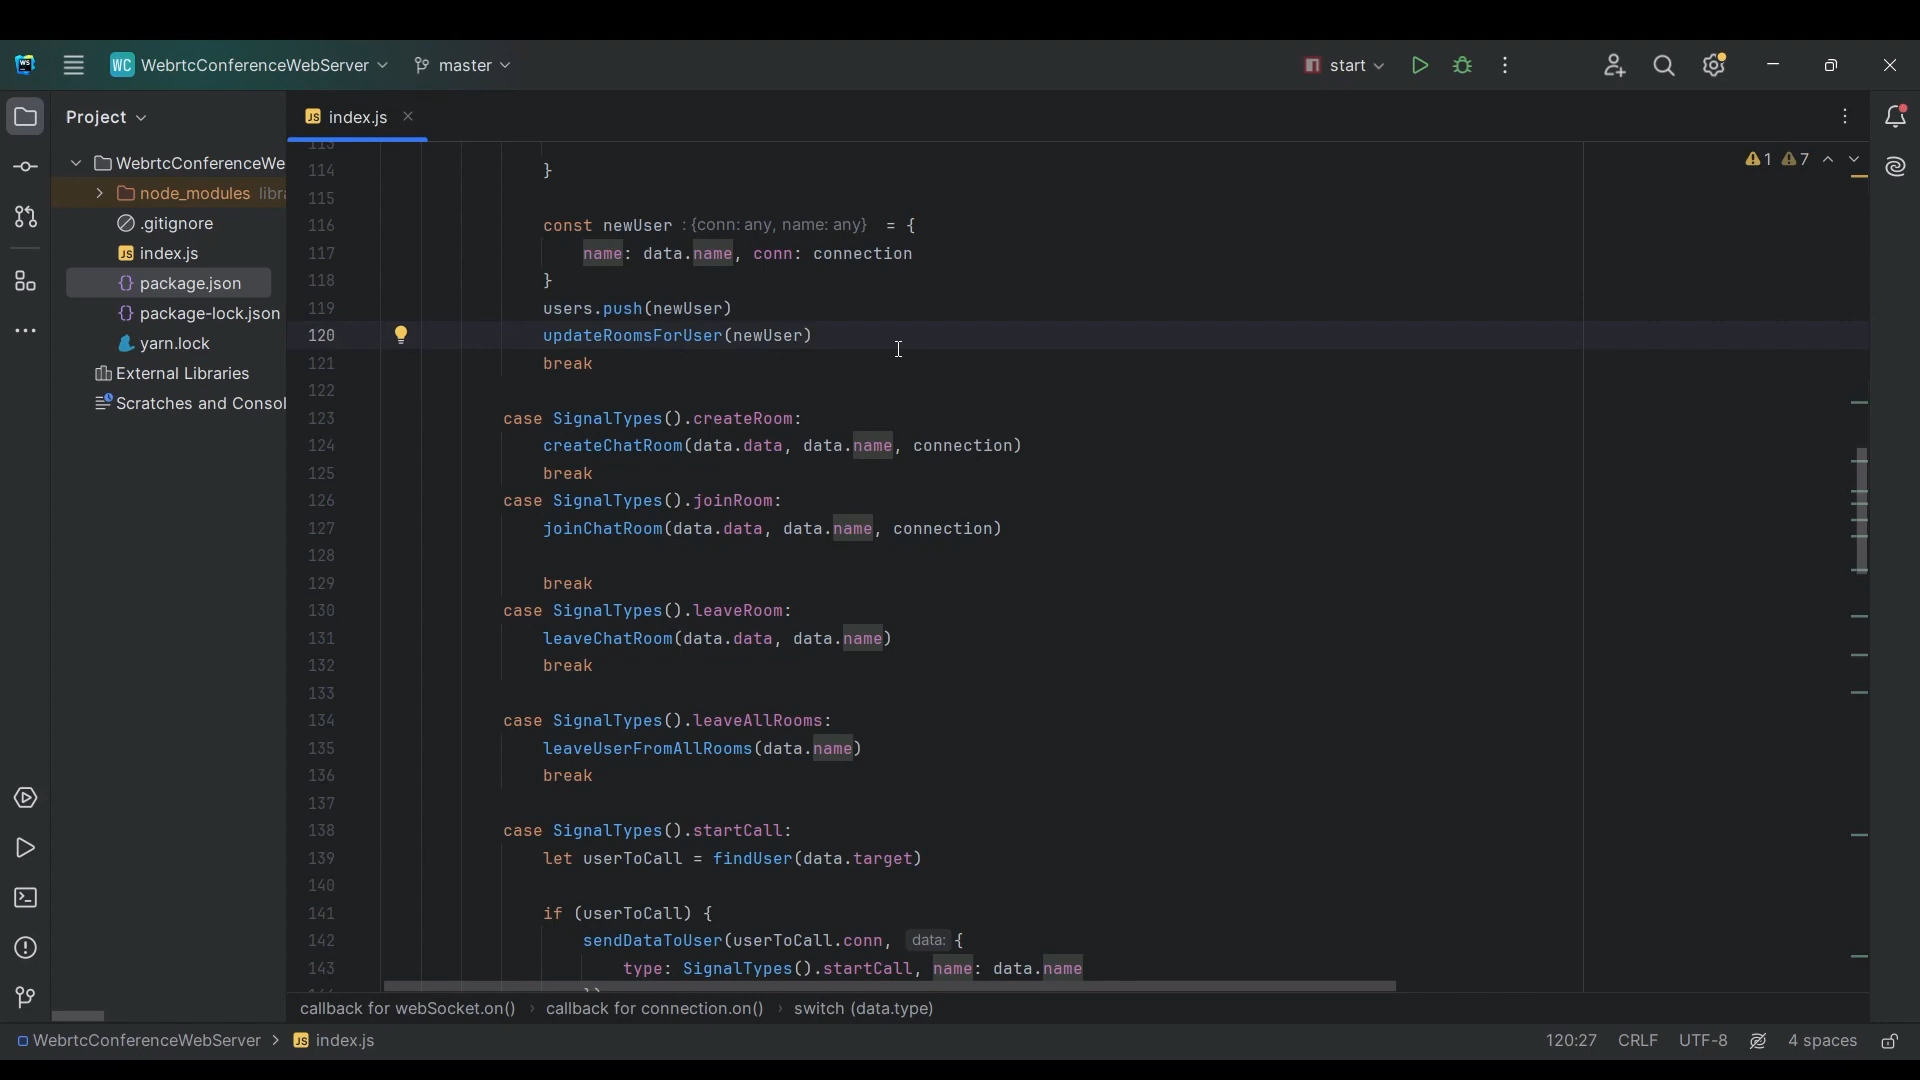 WS WC WebrtcConferenceWebServer master start
Project
JS index.js
WebrtcConferenceWe
node_modules libra
.gitignore
JS index.js
{} package.json
{} package-lock.json
yarn.lock
External Libraries
Scratches and Consol
1 7
113
114 }
115
116 const newUser : {conn: any, name: any} = {
117 name: data.name, conn: connection
118 }
119 users.push(newUser)
120 updateRoomsForUser(newUser)
121 break
122
123 case SignalTypes().createRoom:
124 createChatRoom(data.data, data.name, connection)
125 break
126 case SignalTypes().joinRoom:
127 joinChatRoom(data.data, data.name, connection)
128
129 break
130 case SignalTypes().leaveRoom:
131 leaveChatRoom(data.data, data.name)
132 break
133
134 case SignalTypes().leaveAllRooms:
135 leaveUserFromAllRooms(data.name)
136 break
137
138 case SignalTypes().startCall:
139 let userToCall = findUser(data.target)
140
141 if (userToCall) {
142 sendDataToUser(userToCall.conn, data: {
143 type: SignalTypes().startCall, name: data.name
callback for webSocket.on() › callback for connection.on() › switch (data.type)
WebrtcConferenceWebServer > JS index.js
120:27 CRLF UTF-8 4 spaces